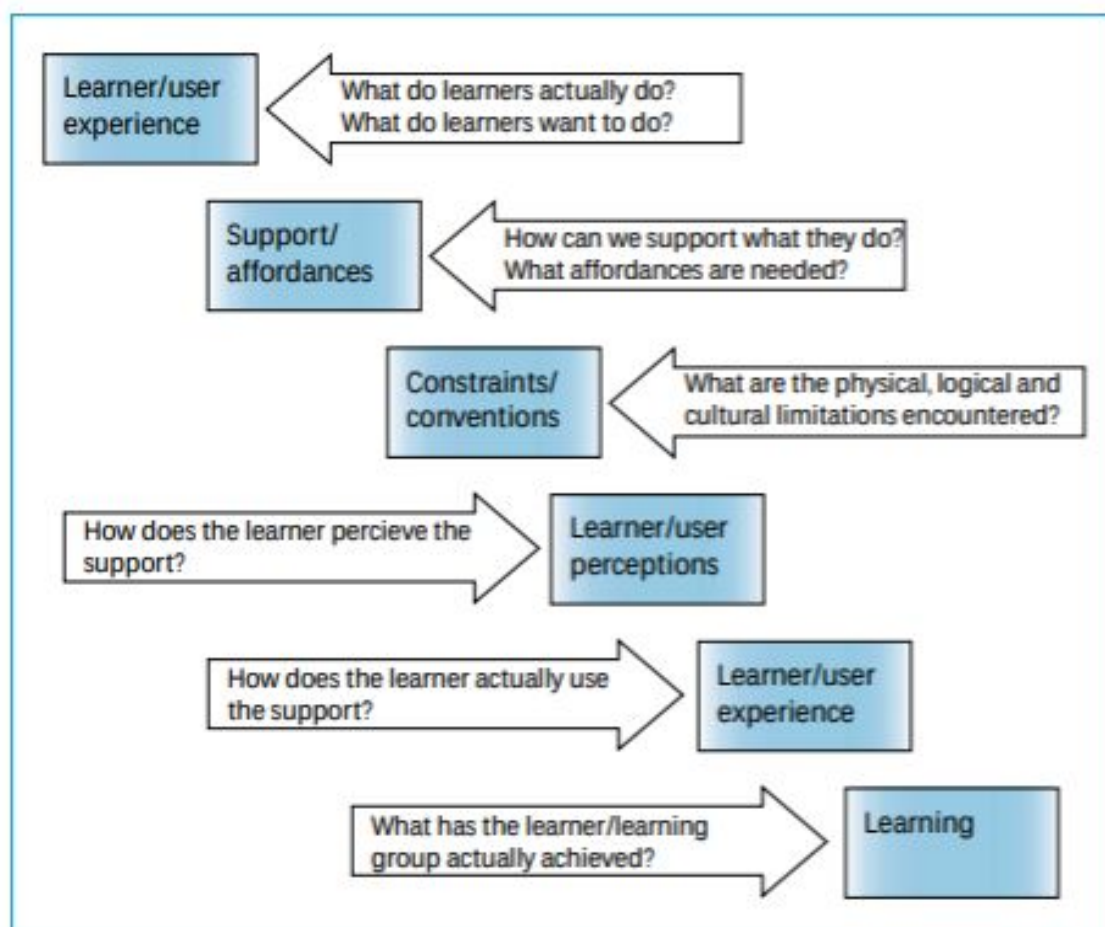 Learner/user
experience
What do learners actually do?
What do learners want to do?
Support/
affordances
How can we support what they do?
What affordances are needed?
Constraints/
conventions
What are the physical, logical and
cultural limitations encountered?
How does the learner percieve the
support?
Learner/user
perceptions
How does the learner actually use
the support?
Learner/user
experience
What has the learner/learning
group actually achieved?
Learning